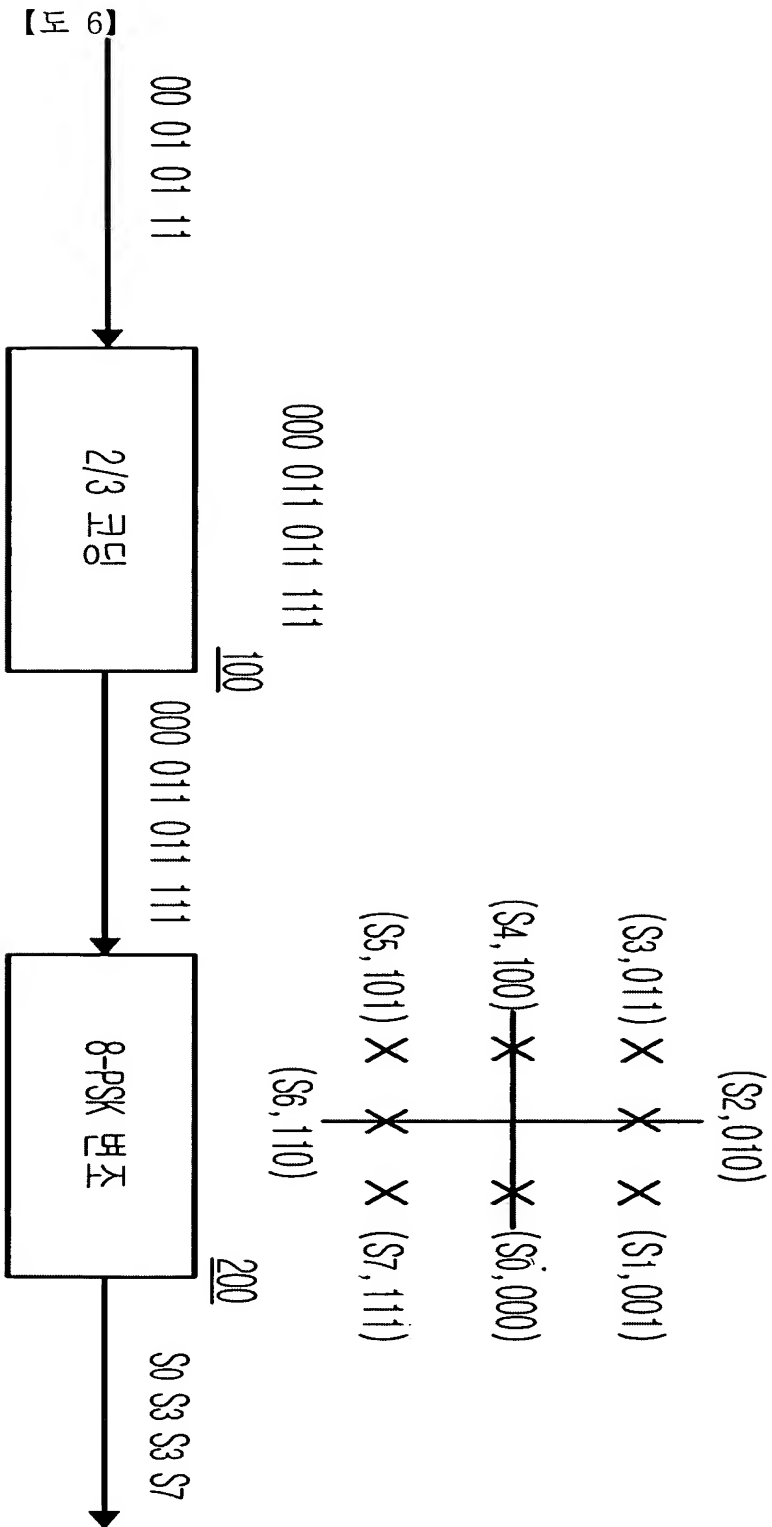 【도 6】
00 01 01 11
2/3 코딩
100
000 011 011 111
000 011 011 111
8-PSK 변조
200
S0 S3 S3 S7
(S2,010)
(S3,011)
(S1,001)
(S4,100)
(S0,000)
(S5,101)
(S7,111)
(S6,110)